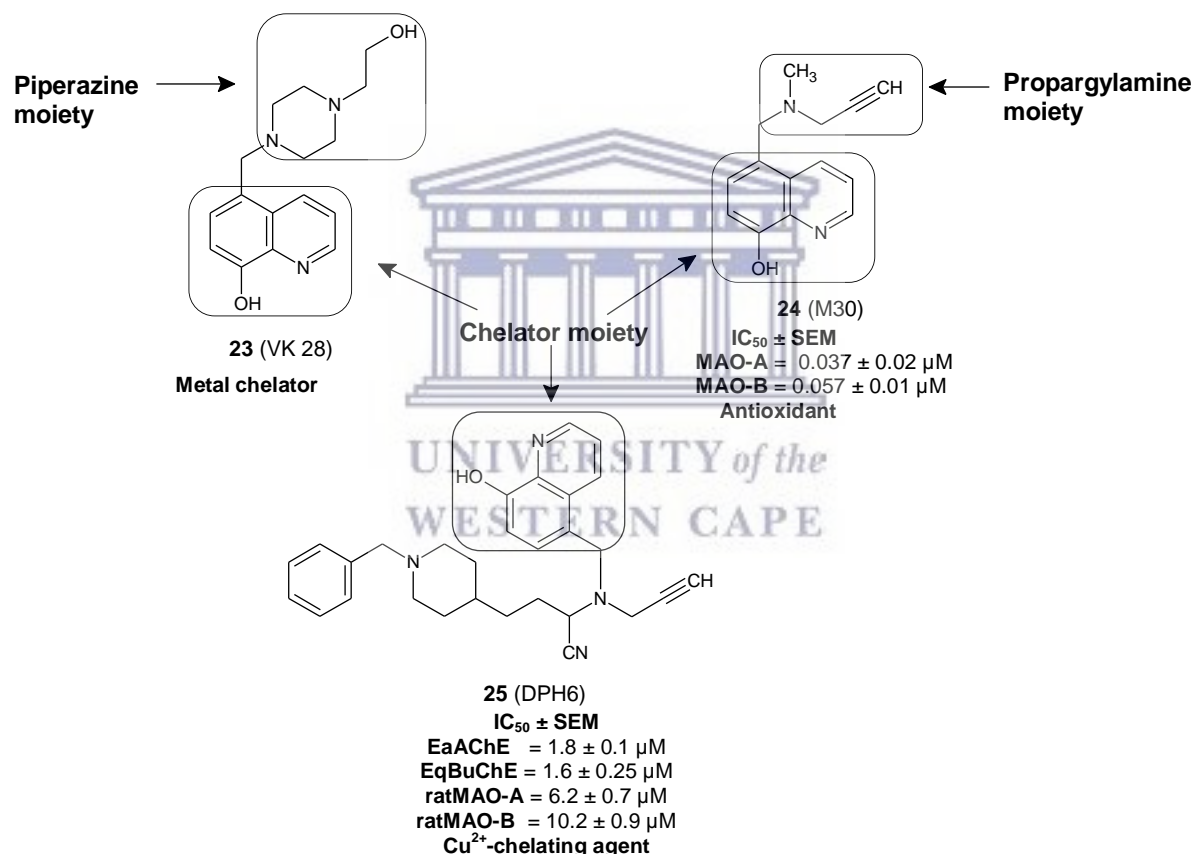 OH
Piperazine
moiety
N
N
N
OH
23 (VK 28)
Metal chelator
CH₃
N
CH
Propargylamine
moiety
N
OH
24 (M30)
IC₅₀ ± SEM
MAO-A = 0.037 ± 0.02 µM
MAO-B = 0.057 ± 0.01 µM
Antioxidant
Chelator moiety
UNIVERSITY of the
WESTERN CAPE
N
HO
N
N
CH
CN
25 (DPH6)
IC₅₀ ± SEM
EaAChE = 1.8 ± 0.1 µM
EqBuChE = 1.6 ± 0.25 µM
ratMAO-A = 6.2 ± 0.7 µM
ratMAO-B = 10.2 ± 0.9 µM
Cu²⁺-chelating agent